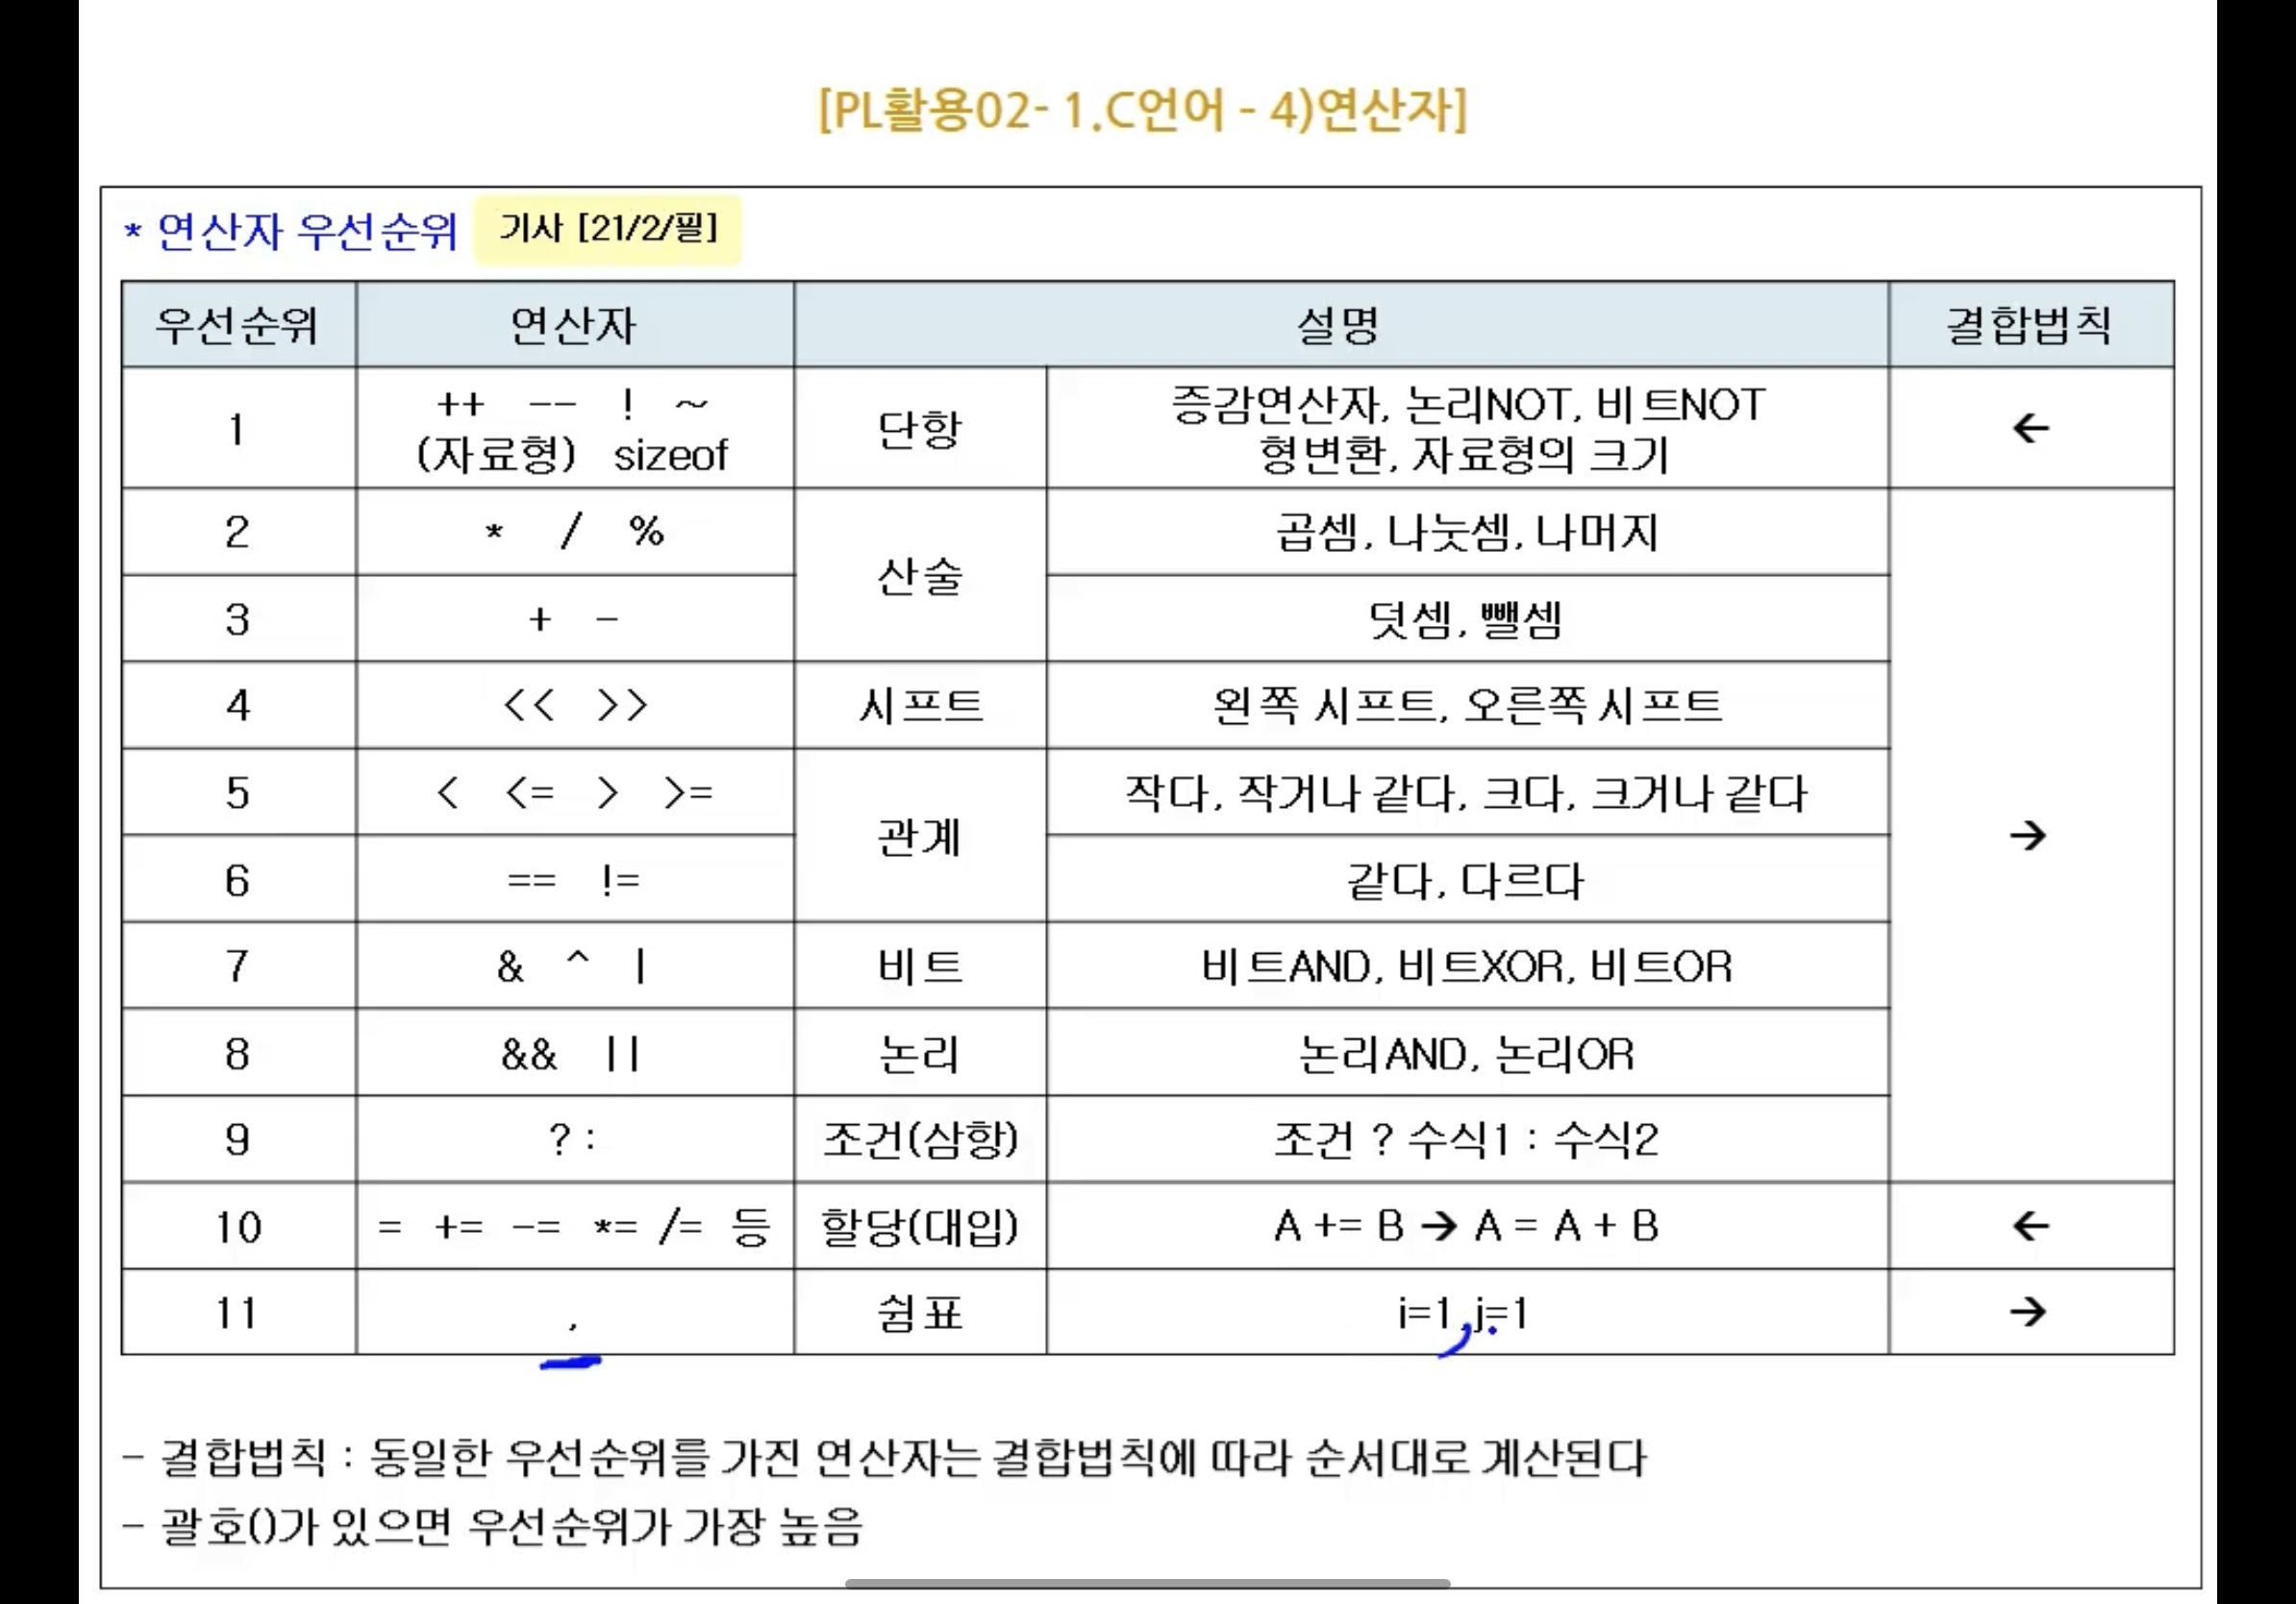 [PL활용02- 1.C언어 - 4)연산자]
* 연산자 우선순위 기사 [21/2/필]
우선순위 연산자 설명 결합법칙
1 ++ -- ! ~ (자료형) sizeof 단항 증감연산자, 논리NOT, 비트NOT 형변환, 자료형의 크기 ←
2 * / % 산술 곱셈, 나눗셈, 나머지 →
3 + - 덧셈, 뺄셈
4 << >> 시프트 왼쪽 시프트, 오른쪽 시프트
5 < <= > >= 관계 작다, 작거나 같다, 크다, 크거나 같다
6 == != 같다, 다르다
7 & ^ | 비트 비트AND, 비트XOR, 비트OR
8 && || 논리 논리AND, 논리OR
9 ? : 조건(삼항) 조건 ? 수식1 : 수식2
10 = += -= *= /= 등 할당(대입) A += B → A = A + B ←
11 , 쉼표 i=1,j=1 →
- 결합법칙 : 동일한 우선순위를 가진 연산자는 결합법칙에 따라 순서대로 계산된다
- 괄호()가 있으면 우선순위가 가장 높음